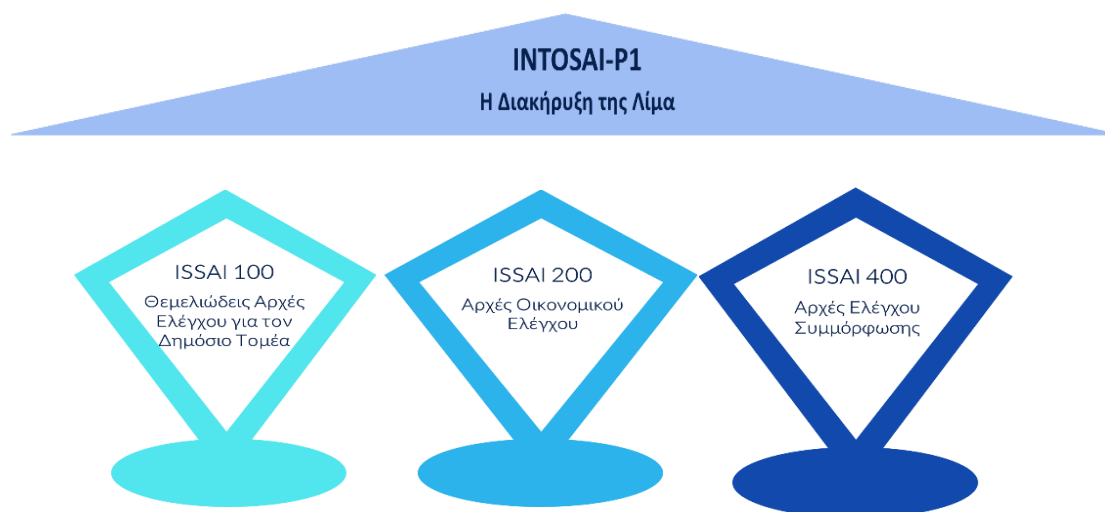 INTOSAI-P1
Η Διακήρυξη της Λίμα
ISSAI 100
Θεμελιώδεις Αρχές
Ελέγχου για τον
Δημόσιο Τομέα
ISSAI 200
Αρχές Οικονομικού
Ελέγχου
ISSAI 400
Αρχές Ελέγχου
Συμμόρφωσης